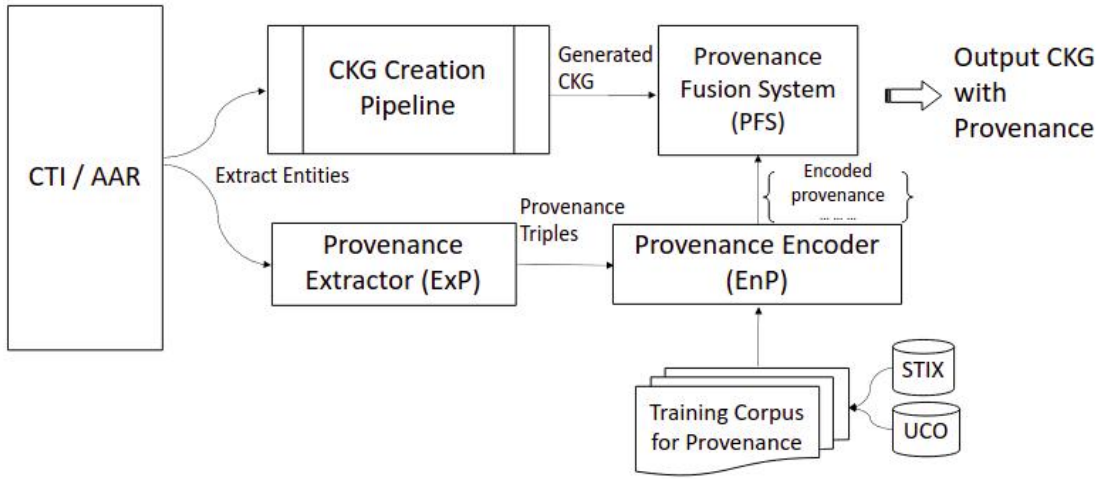 CTI / AAR
Extract Entities
CKG Creation
Pipeline
Generated
CKG
Provenance
Fusion System
(PFS)
Output CKG
with
Provenance
Provenance
Extractor (ExP)
Provenance
Triples
Encoded
provenance
... ... ...
Provenance Encoder
(EnP)
Training Corpus
for Provenance
STIX
UCO